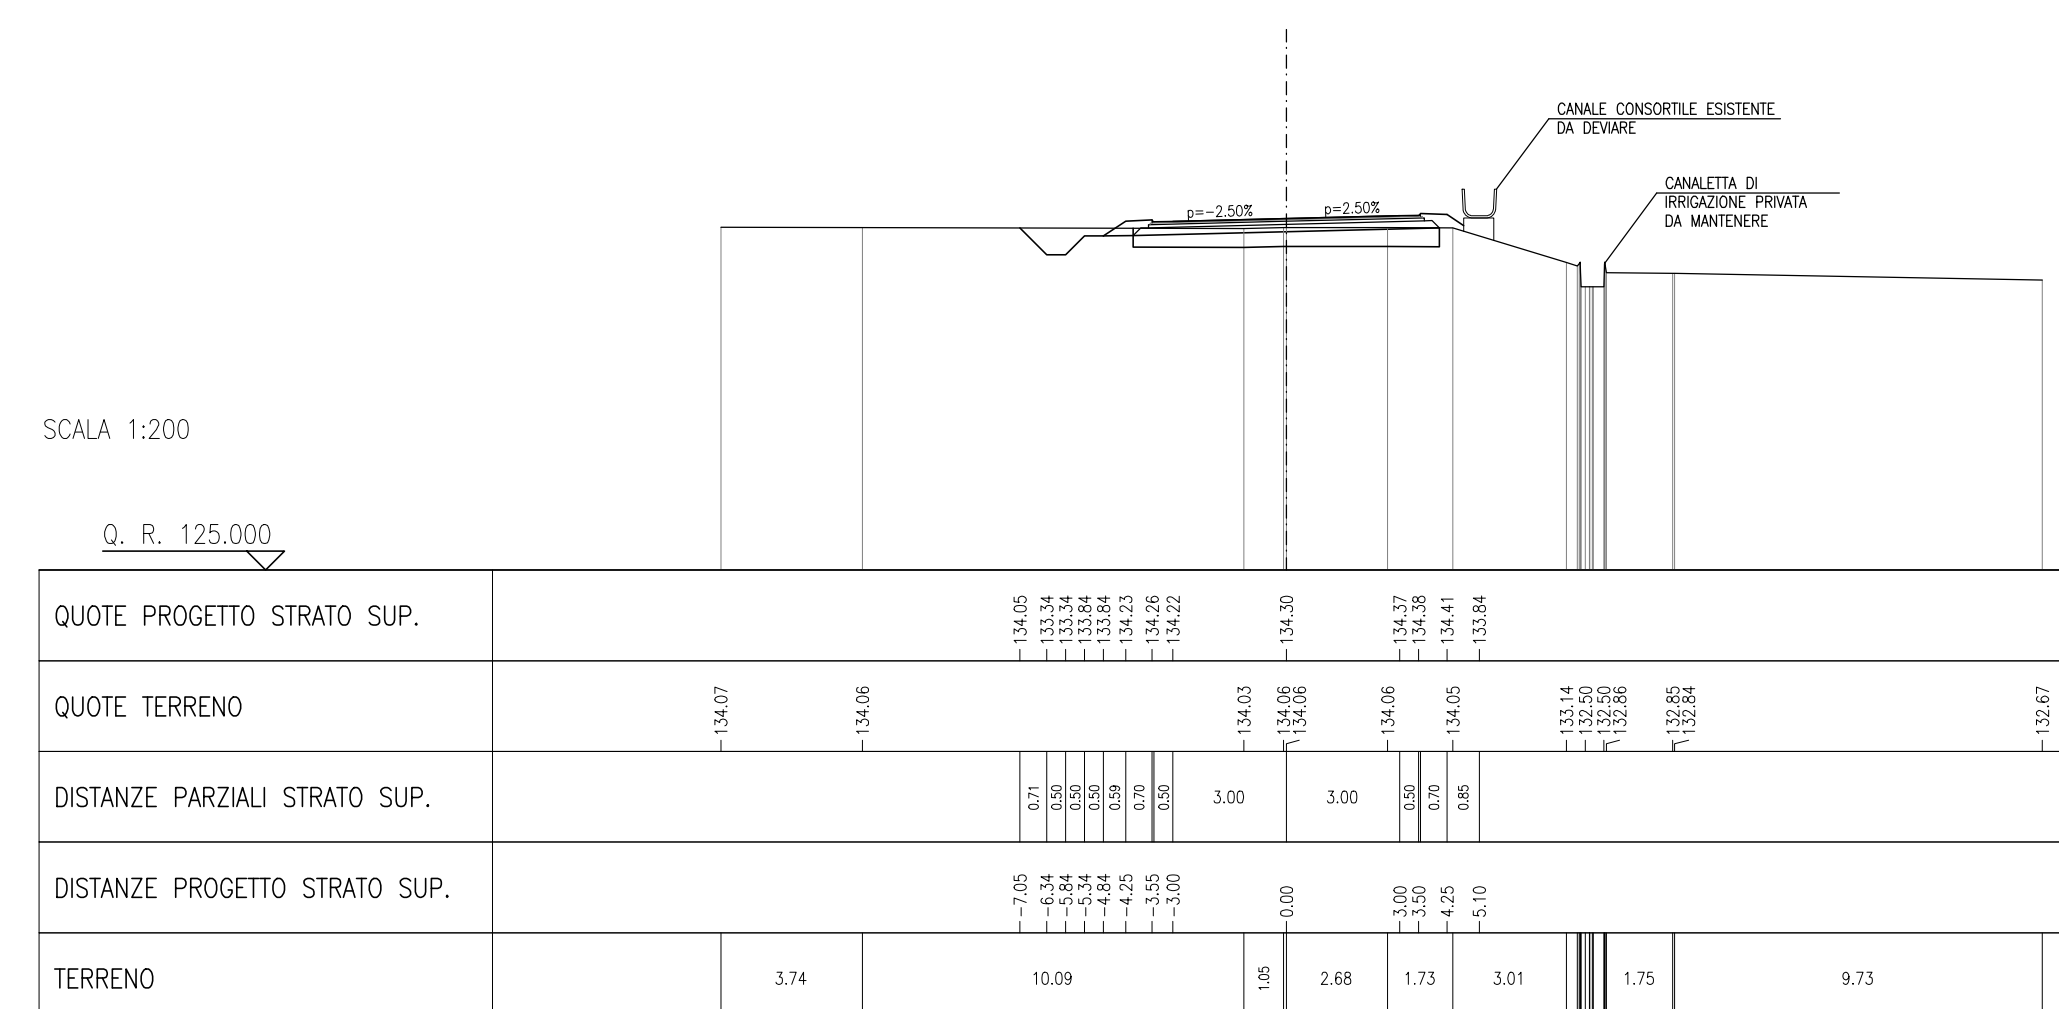 CANALE CONSORTILE ESISTENTE
DA DEVIARE
CANALETTA DI
IRRIGAZIONE PRIVATA
DA MANTENERE
p=-2.50%
p=2.50%
SCALA 1:200
Q. R. 125.000
QUOTE PROGETTO STRATO SUP.
134.05 133.34 133.34 133.84 133.84 134.23 134.26 134.22 134.30 134.37 134.38 134.41 133.84
QUOTE TERRENO
134.07 134.06 134.03 134.06 134.06 134.06 134.05 133.14 132.50 132.50 132.86 132.85 132.84 132.67
DISTANZE PARZIALI STRATO SUP.
0.71 0.50 0.50 0.50 0.59 0.70 0.50 3.00 3.00 0.50 0.70 0.85
DISTANZE PROGETTO STRATO SUP.
-7.05 -6.34 -5.84 -5.34 -4.84 -4.25 -3.55 -3.00 0.00 3.00 3.50 4.25 5.10
TERRENO
3.74 10.09 1.05 2.68 1.73 3.01 1.75 9.73